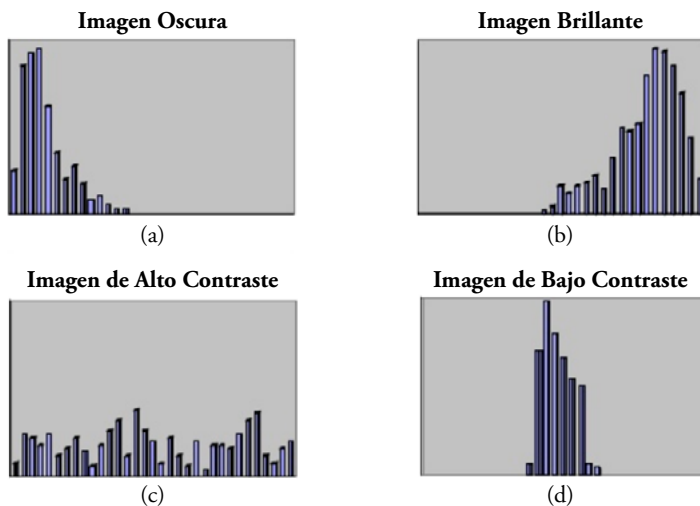 Imagen Oscura
Imagen Brillante
(a)
(b)
Imagen de Alto Contraste
Imagen de Bajo Contraste
(c)
(d)